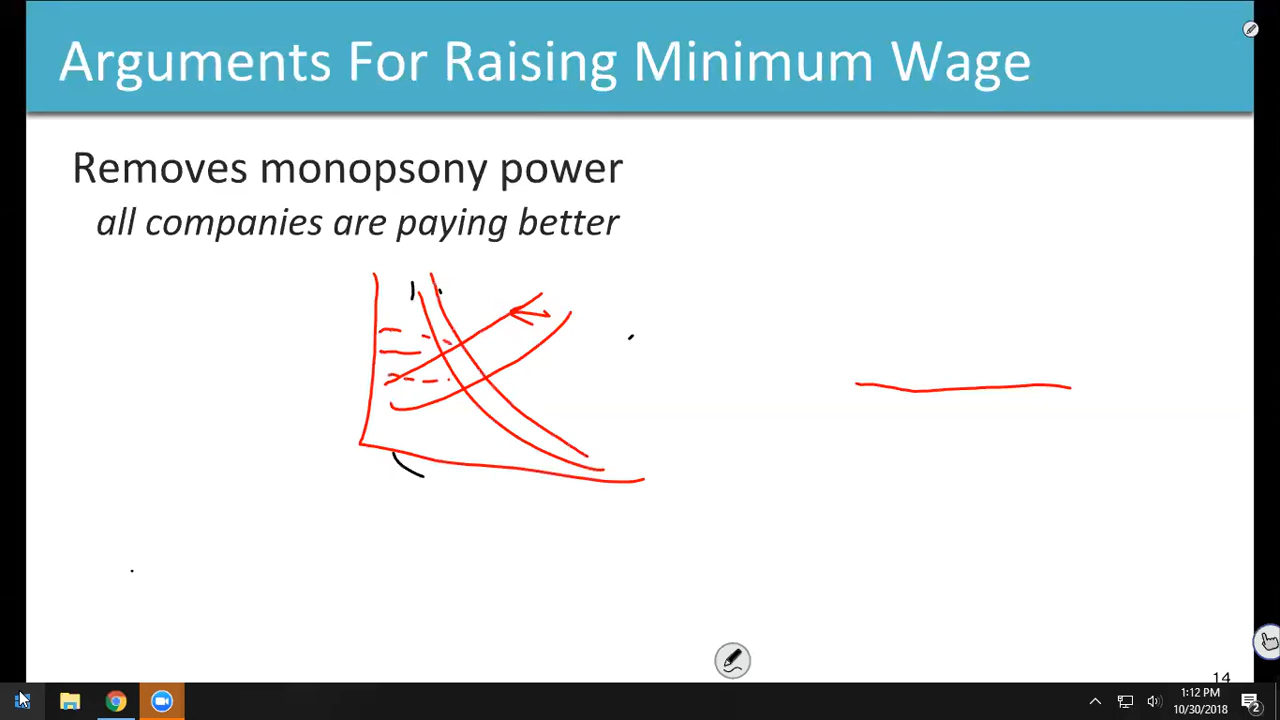 Arguments For Raising Minimum Wage
Removes monopsony power
all companies are paying better
14
1:12 PM
10/30/2018
2